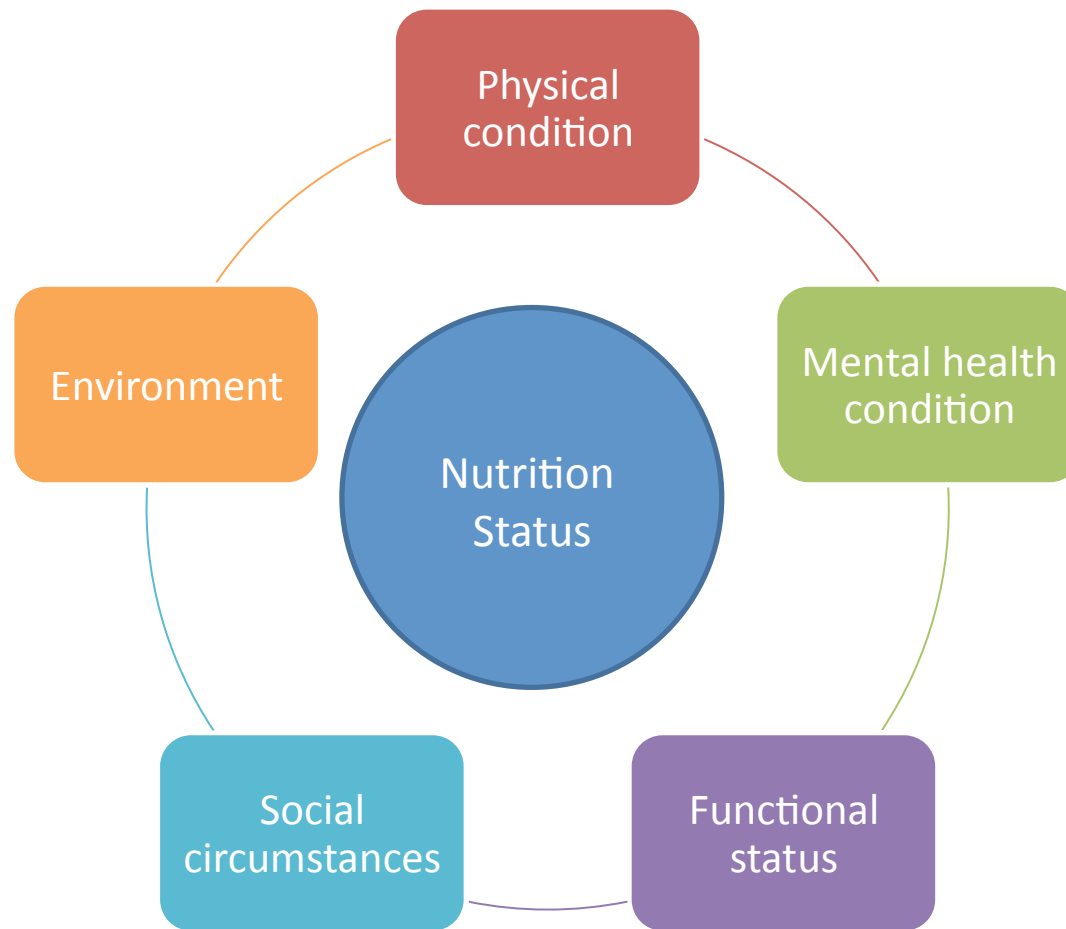 Physical
condition
Mental health
condition
Functional
status
Social
circumstances
Environment
Nutrition
Status